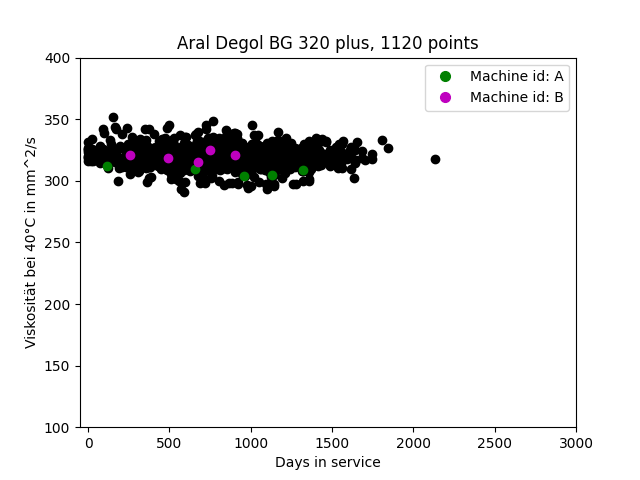 Aral Degol BG 320 plus, 1120 points
Machine id: A
Machine id: B
Viskosität bei 40°C in mm^2/s
400
350
300
250
200
150
100
0
500
1000
1500
2000
2500
3000
Days in service